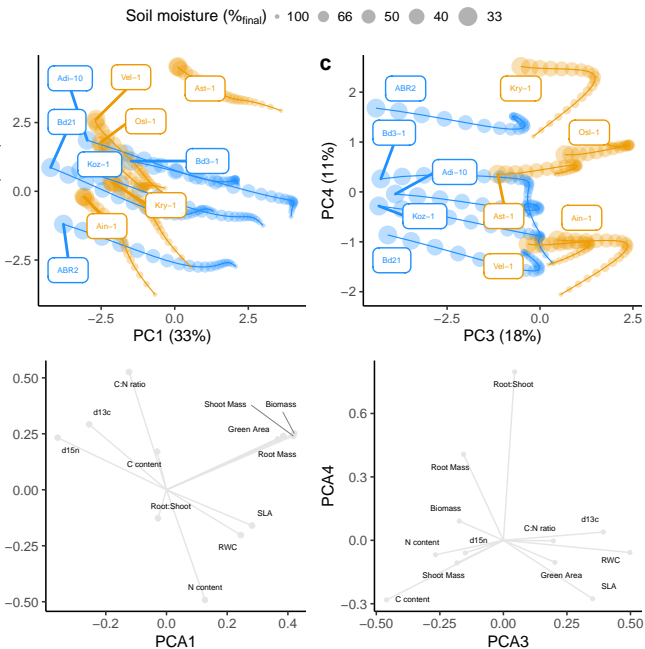 Soil moisture (%final) 100 66 50 40 33
c
Adi−10
Vel−1
Ast−1
Bd21
Osl−1
Koz−1
Bd3−1
Kry−1
Ain−1
ABR2
2.5
0.0
−2.5
−2.5 0.0 2.5
PC1 (33%)
ABR2
Kry−1
Bd3−1
Osl−1
Adi−10
Koz−1
Ast−1
Ain−1
Bd21
Vel−1
PC4 (11%)
2
1
0
−1
−2
−2.5 0.0 2.5
PC3 (18%)
C:N ratio
d13c
Shoot Mass
Biomass
Green Area
d15n
C content
Root Mass
Root:Shoot
SLA
RWC
N content
0.50
0.25
0.00
−0.25
−0.50
−0.2 0.0 0.2 0.4
PCA1
Root:Shoot
Root Mass
Biomass
C:N ratio
d13c
N content
d15n
RWC
Shoot Mass
Green Area
SLA
C content
PCA4
0.6
0.3
0.0
−0.3
−0.50 −0.25 0.00 0.25 0.50
PCA3